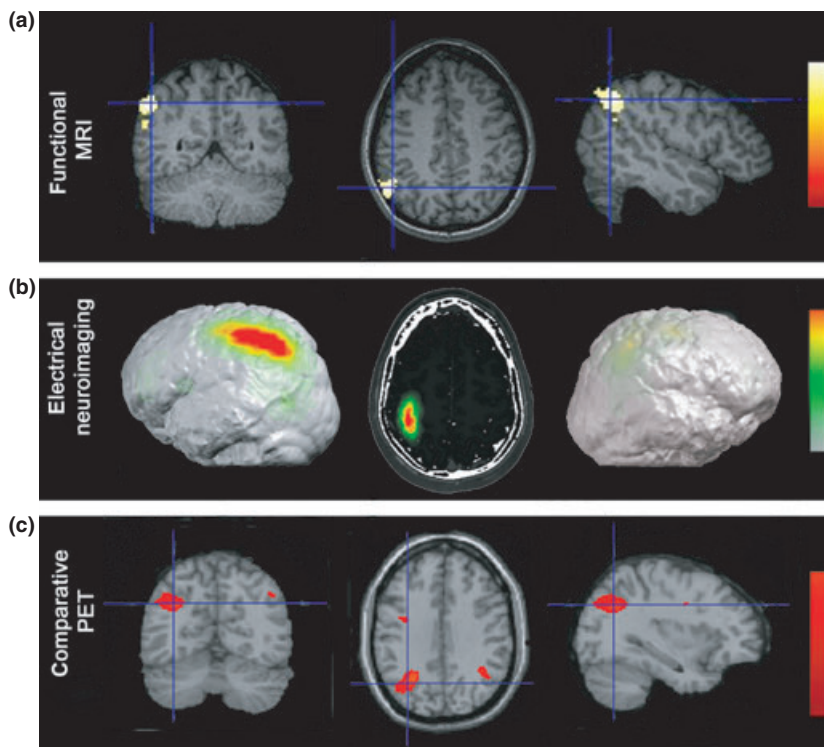 (a)
Functional
MRI
(b)
Electrical
neuroimaging
(c)
Comparative
PET